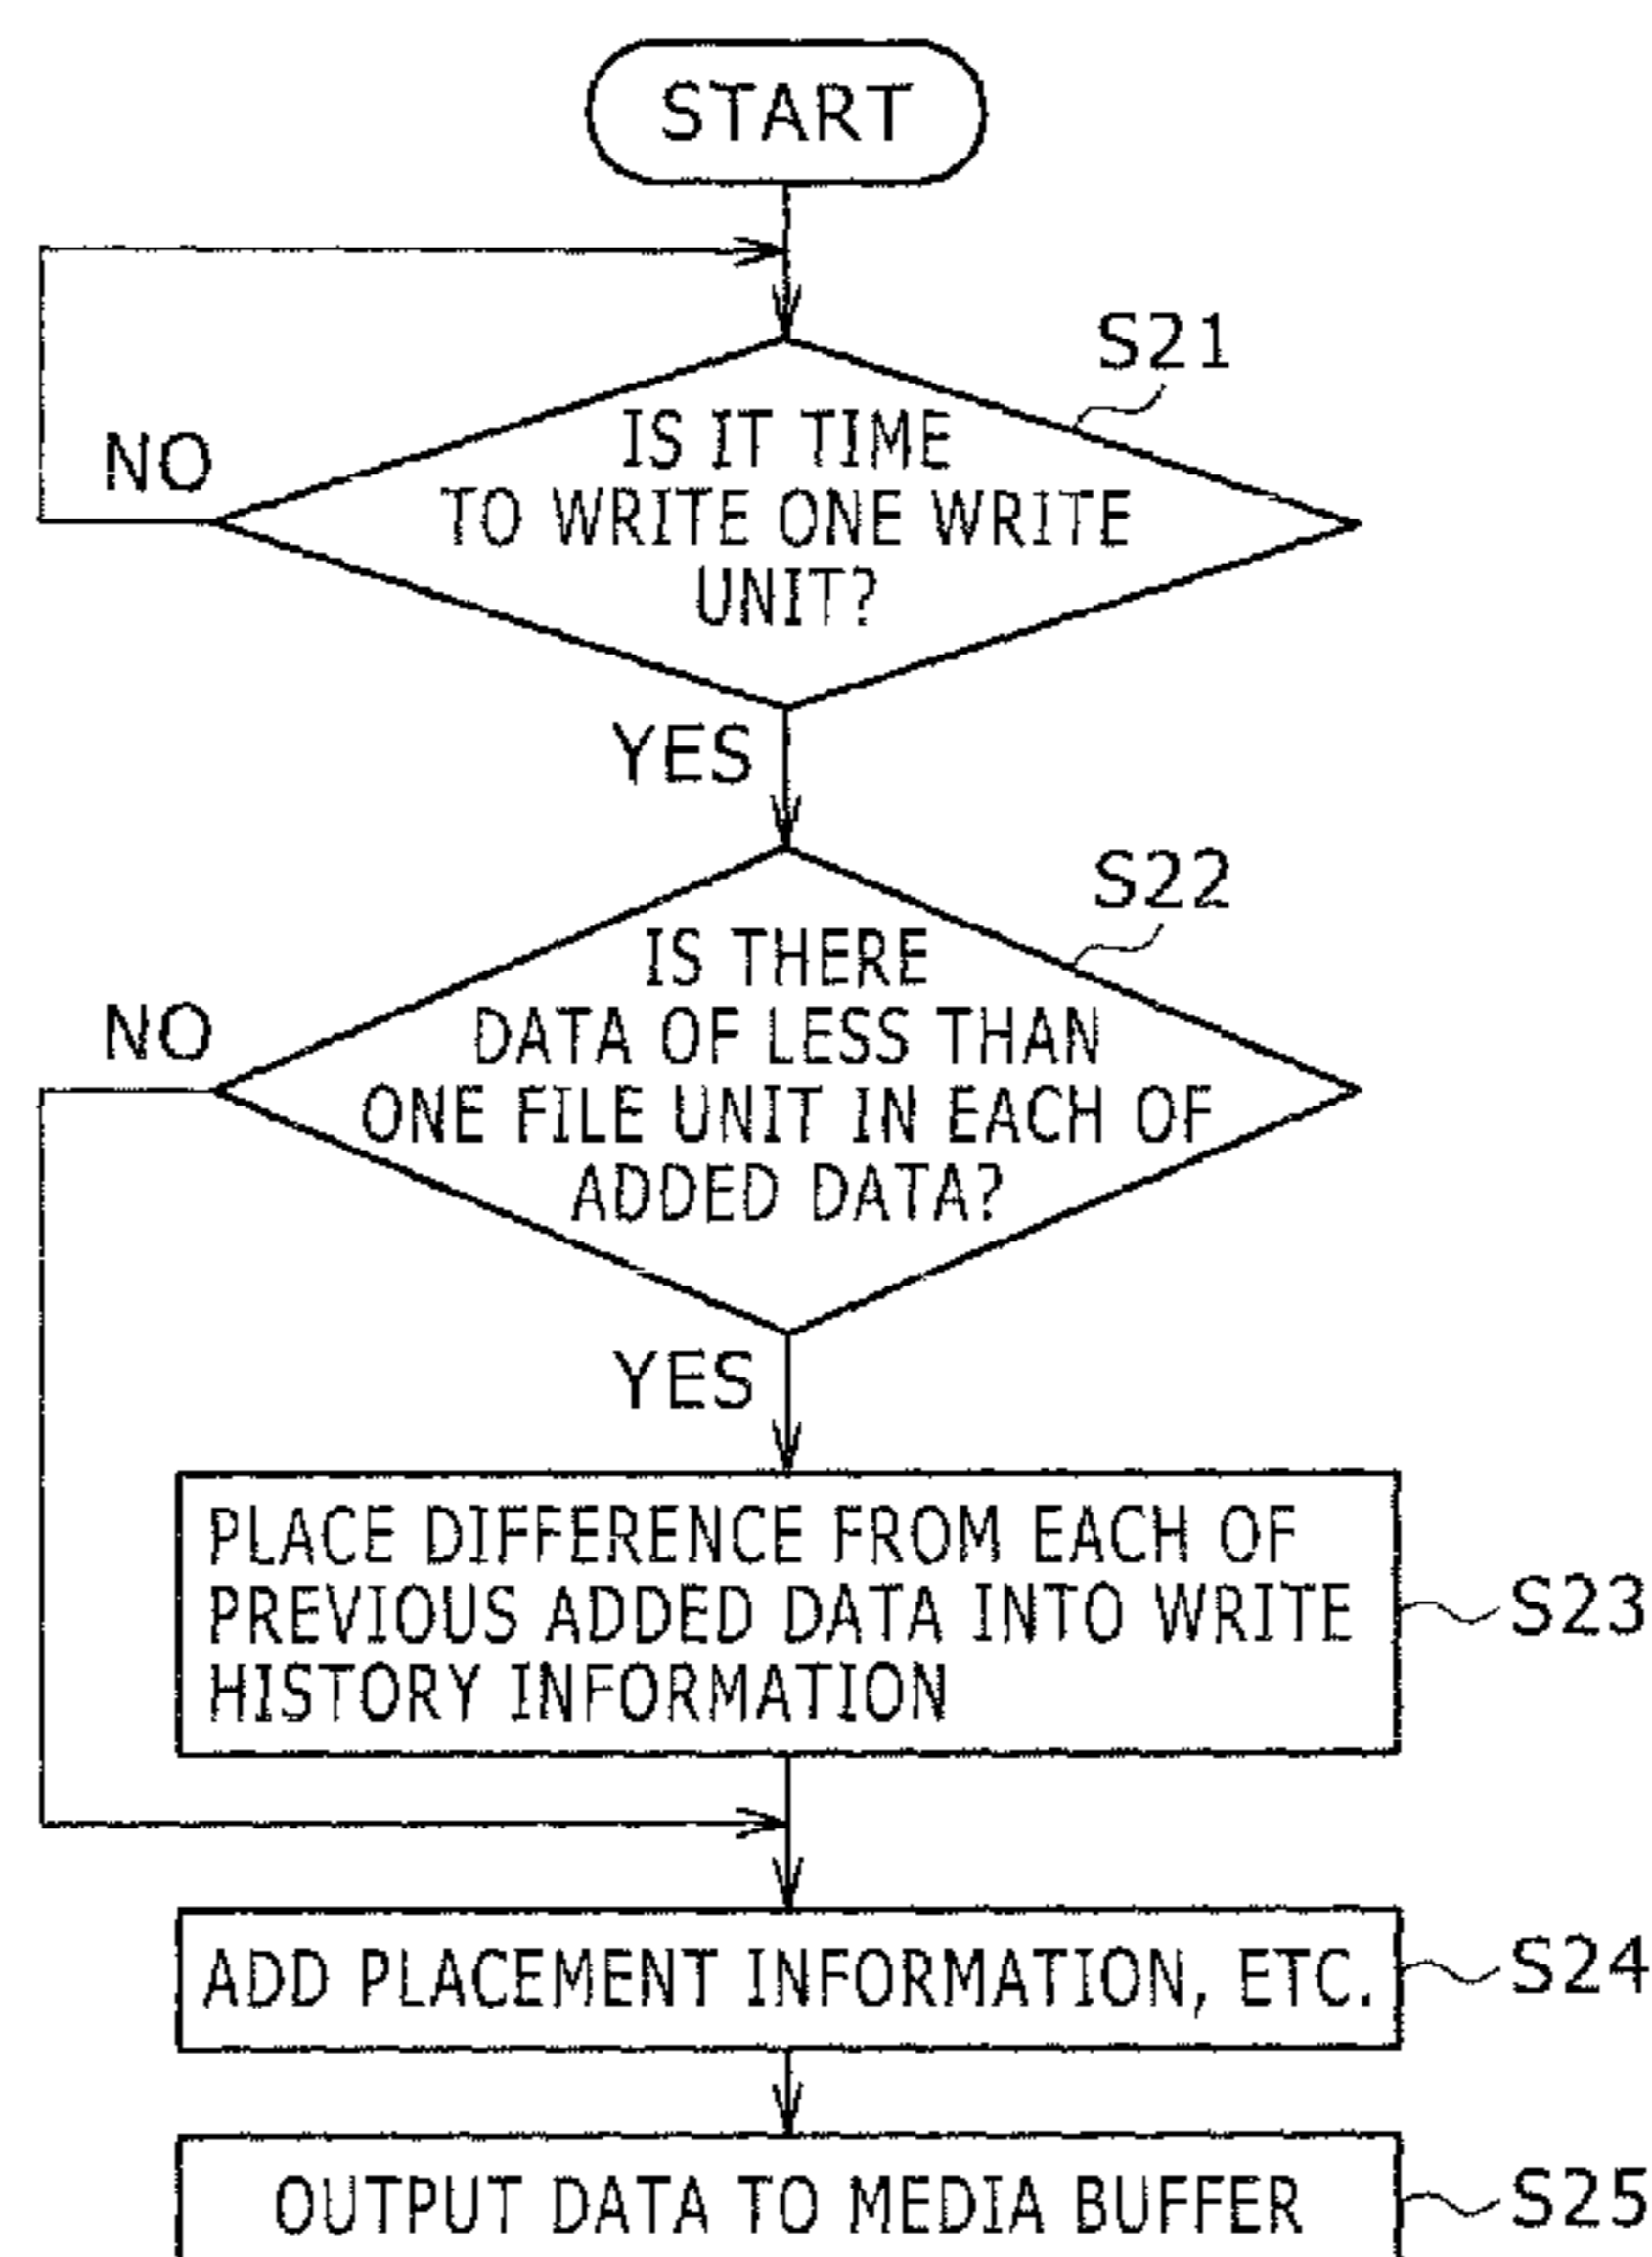 START
S21
IS IT TIME
TO WRITE ONE WRITE
UNIT?
NO
YES
S22
IS THERE
DATA OF LESS THAN
ONE FILE UNIT IN EACH OF
ADDED DATA?
NO
YES
PLACE DIFFERENCE FROM EACH OF
PREVIOUS ADDED DATA INTO WRITE
HISTORY INFORMATION
S23
ADD PLACEMENT INFORMATION, ETC.
S24
OUTPUT DATA TO MEDIA BUFFER
S25